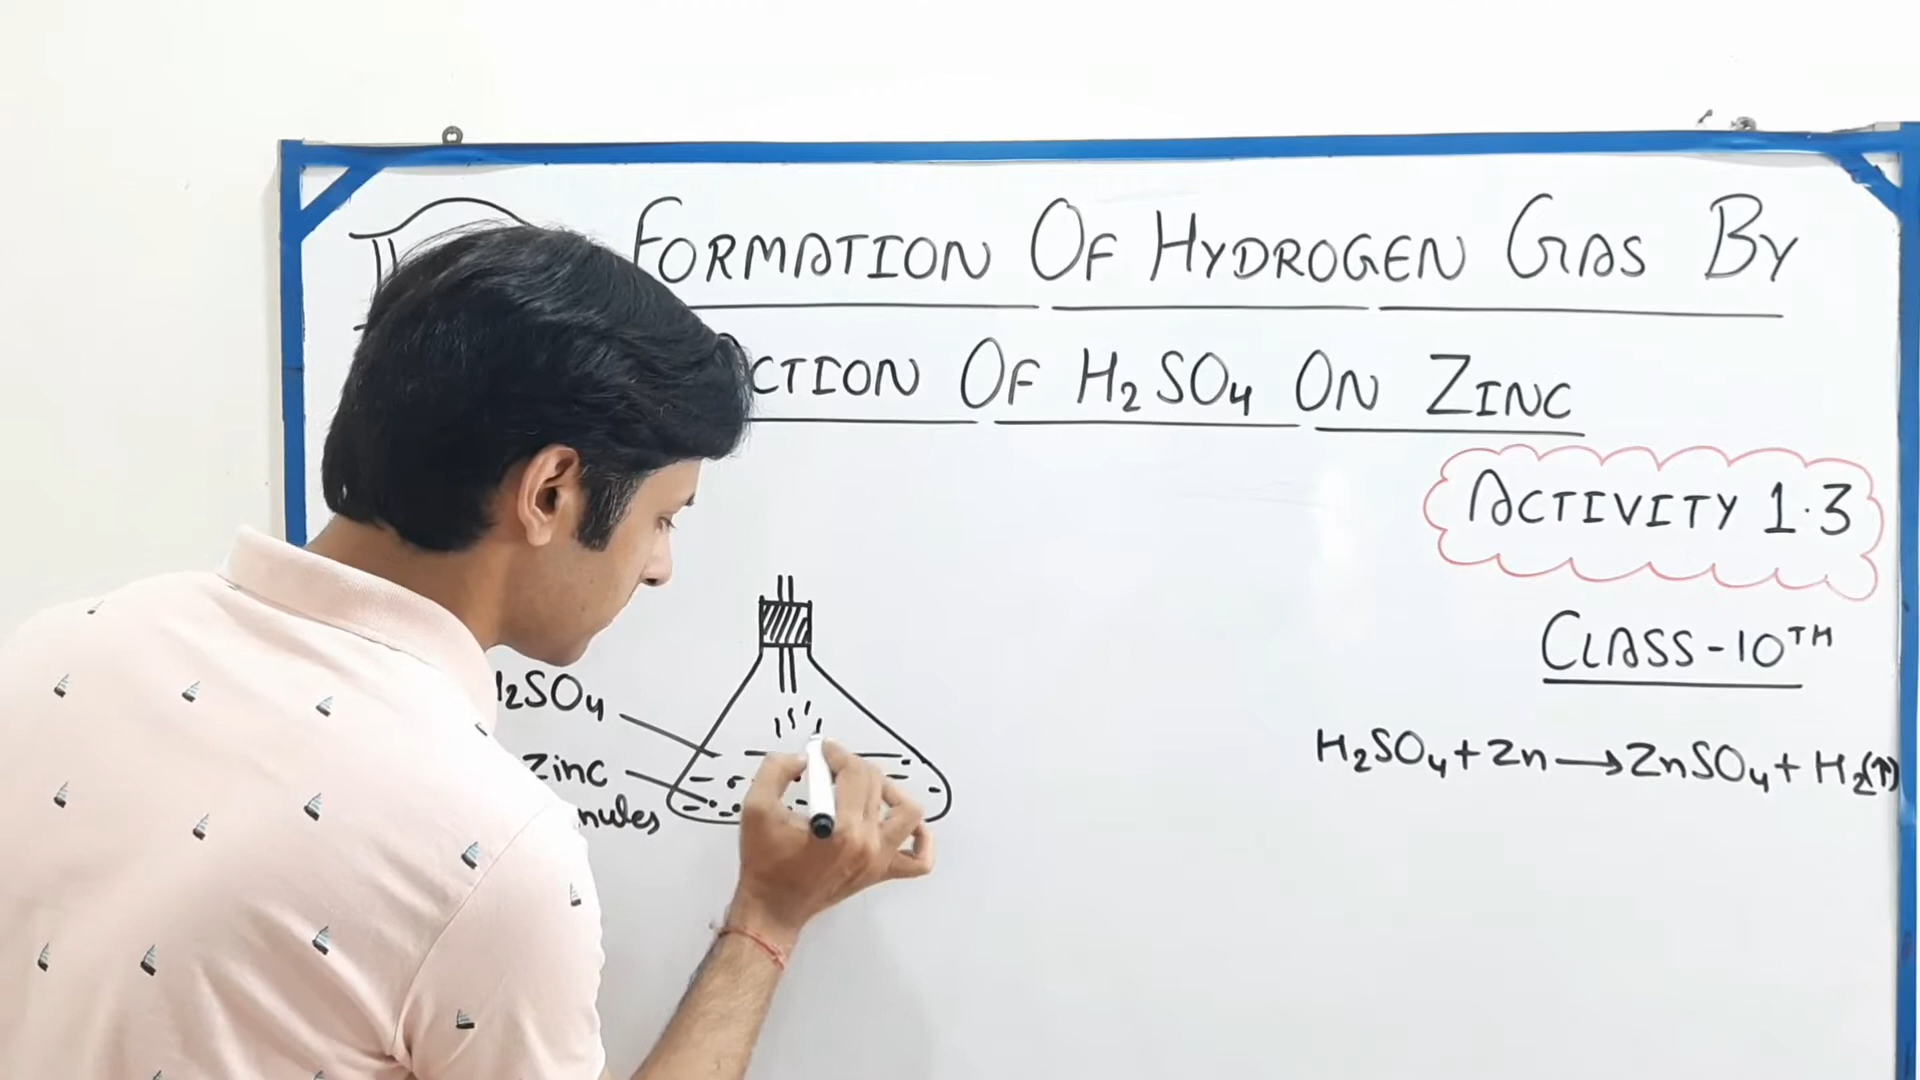 FORMATION OF HYDROGEN GAS BY
CTION OF H₂SO₄ ON ZINC
ACTIVITY 1.3
CLASS-10TH
H₂SO₄+Zn→ZnSO₄+H₂(↑)
₂SO₄
Zinc
nules